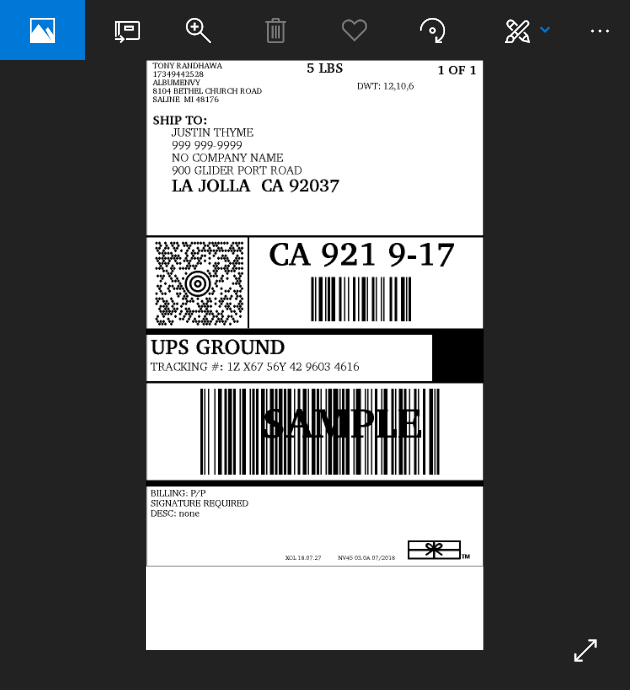 TONY RANDHAWA
17349442528
ALBUMENVY
8104 BETHEL CHURCH ROAD
SALINE MI 48176
5 LBS
1 OF 1
DWT: 12,10,6
SHIP TO:
JUSTIN THYME
999 999-9999
NO COMPANY NAME
900 GLIDER PORT ROAD
LA JOLLA CA 92037
CA 921 9-17
UPS GROUND
TRACKING #: 1Z X67 56Y 42 9603 4616
SAMPLE
BILLING: P/P
SIGNATURE REQUIRED
DESC: none
XOL 18.07.27 NV45 03.0A 07/2018
TM